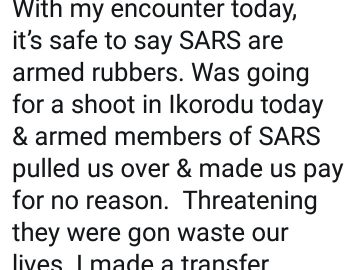 With my encounter today,
it's safe to say SARS are
armed rubbers. Was going
for a shoot in Ikorodu today
& armed members of SARS
pulled us over & made us pay
for no reason.  Threatening
they were gon waste our
lives. I made a transfer